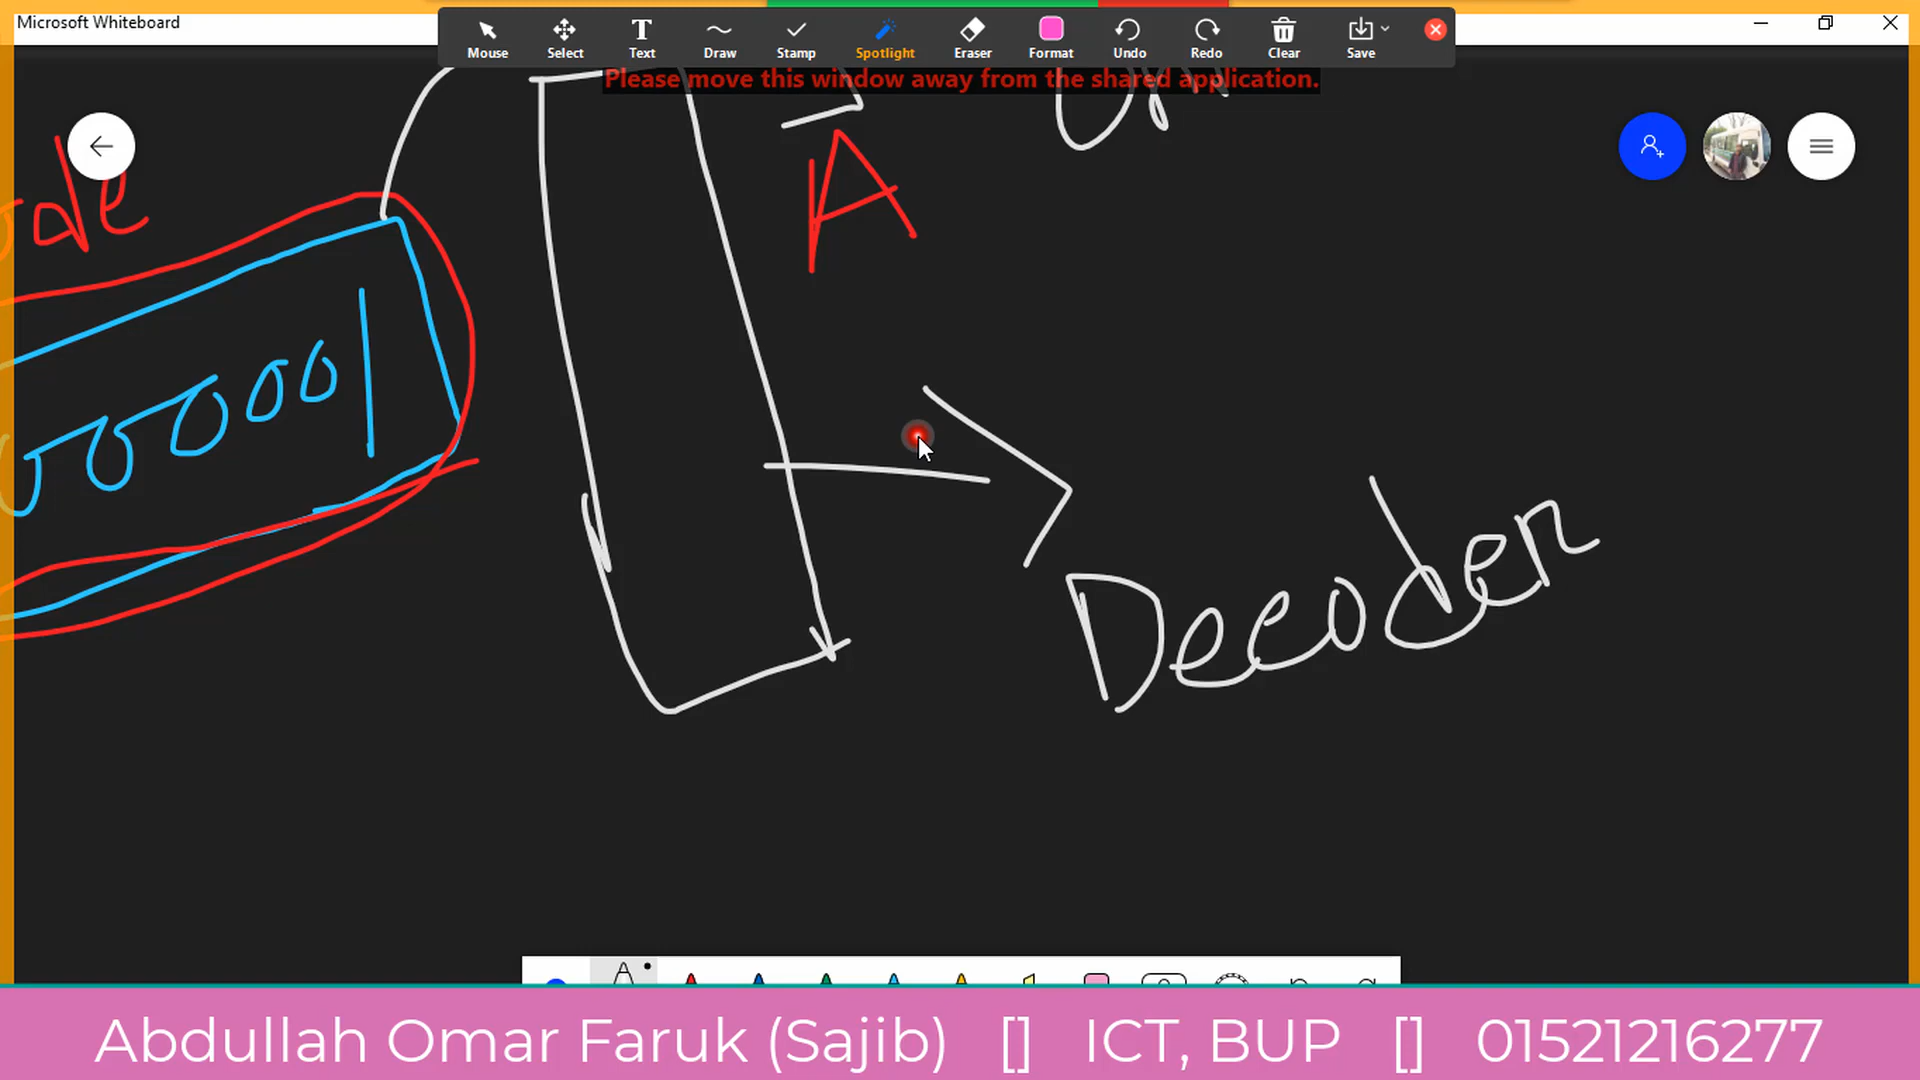 Microsoft Whiteboard
Mouse Select Text Draw Stamp Spotlight Eraser Format Undo Redo Clear Save
Please move this window away from the shared application.
A
00001
Decoder
Abdullah Omar Faruk (Sajib) [] ICT, BUP [] 01521216277